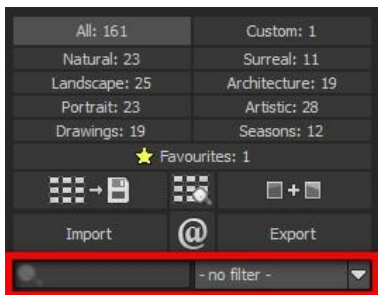 All: 161 Custom: 1
Natural: 23 Surreal: 11
Landscape: 25 Architecture: 19
Portrait: 23 Artistic: 28
Drawings: 19 Seasons: 12
Favourites: 1
Import @ Export
- no filter -